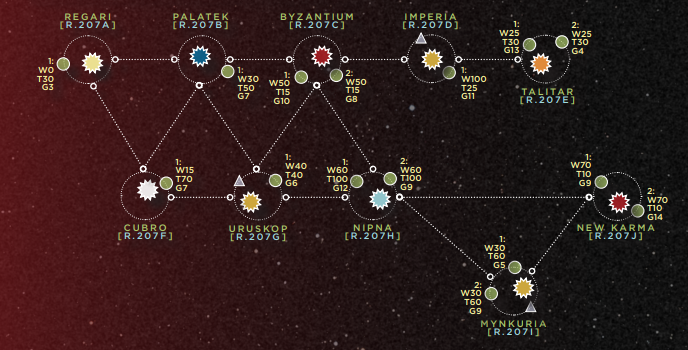 REGARI
[R.207A]
1:
W0
T30
G3
PALATEK
[R.207B]
1:
W30
T50
G7
BYZANTIUM
[R.207C]
1:
W50
T15
G10
2:
W50
T15
G8
IMPERIA
[R.207D]
1:
W100
T25
G11
1:
W25
T30
G13
2:
W25
T30
G4
TALITAR
[R.207E]
1:
W15
T70
G7
CUBRO
[R.207F]
1:
W40
T40
G6
URUSKOP
[R.207G]
1:
W60
T100
G12
2:
W60
T100
G9
NIPNA
[R.207H]
1:
W70
T10
G9
2:
W70
T10
G14
NEW KARMA
[R.207J]
1:
W30
T60
G5
2:
W30
T60
G9
MYNKURIA
[R.207I]